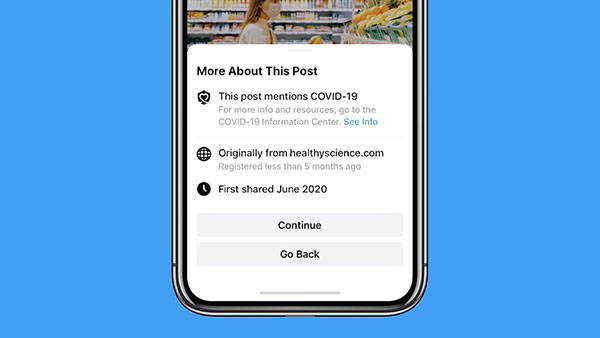 More About This Post
This post mentions COVID-19
For more info and resources, go to the
COVID-19 Information Center. See Info
Originally from healthyscience.com
Registered less than 5 months ago
First shared June 2020
Continue
Go Back